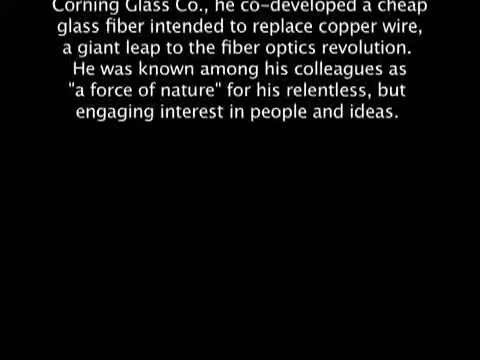 Corning Glass Co., he co-developed a cheap
glass fiber intended to replace copper wire,
a giant leap to the fiber optics revolution.
He was known among his colleagues as
"a force of nature" for his relentless, but
engaging interest in people and ideas.